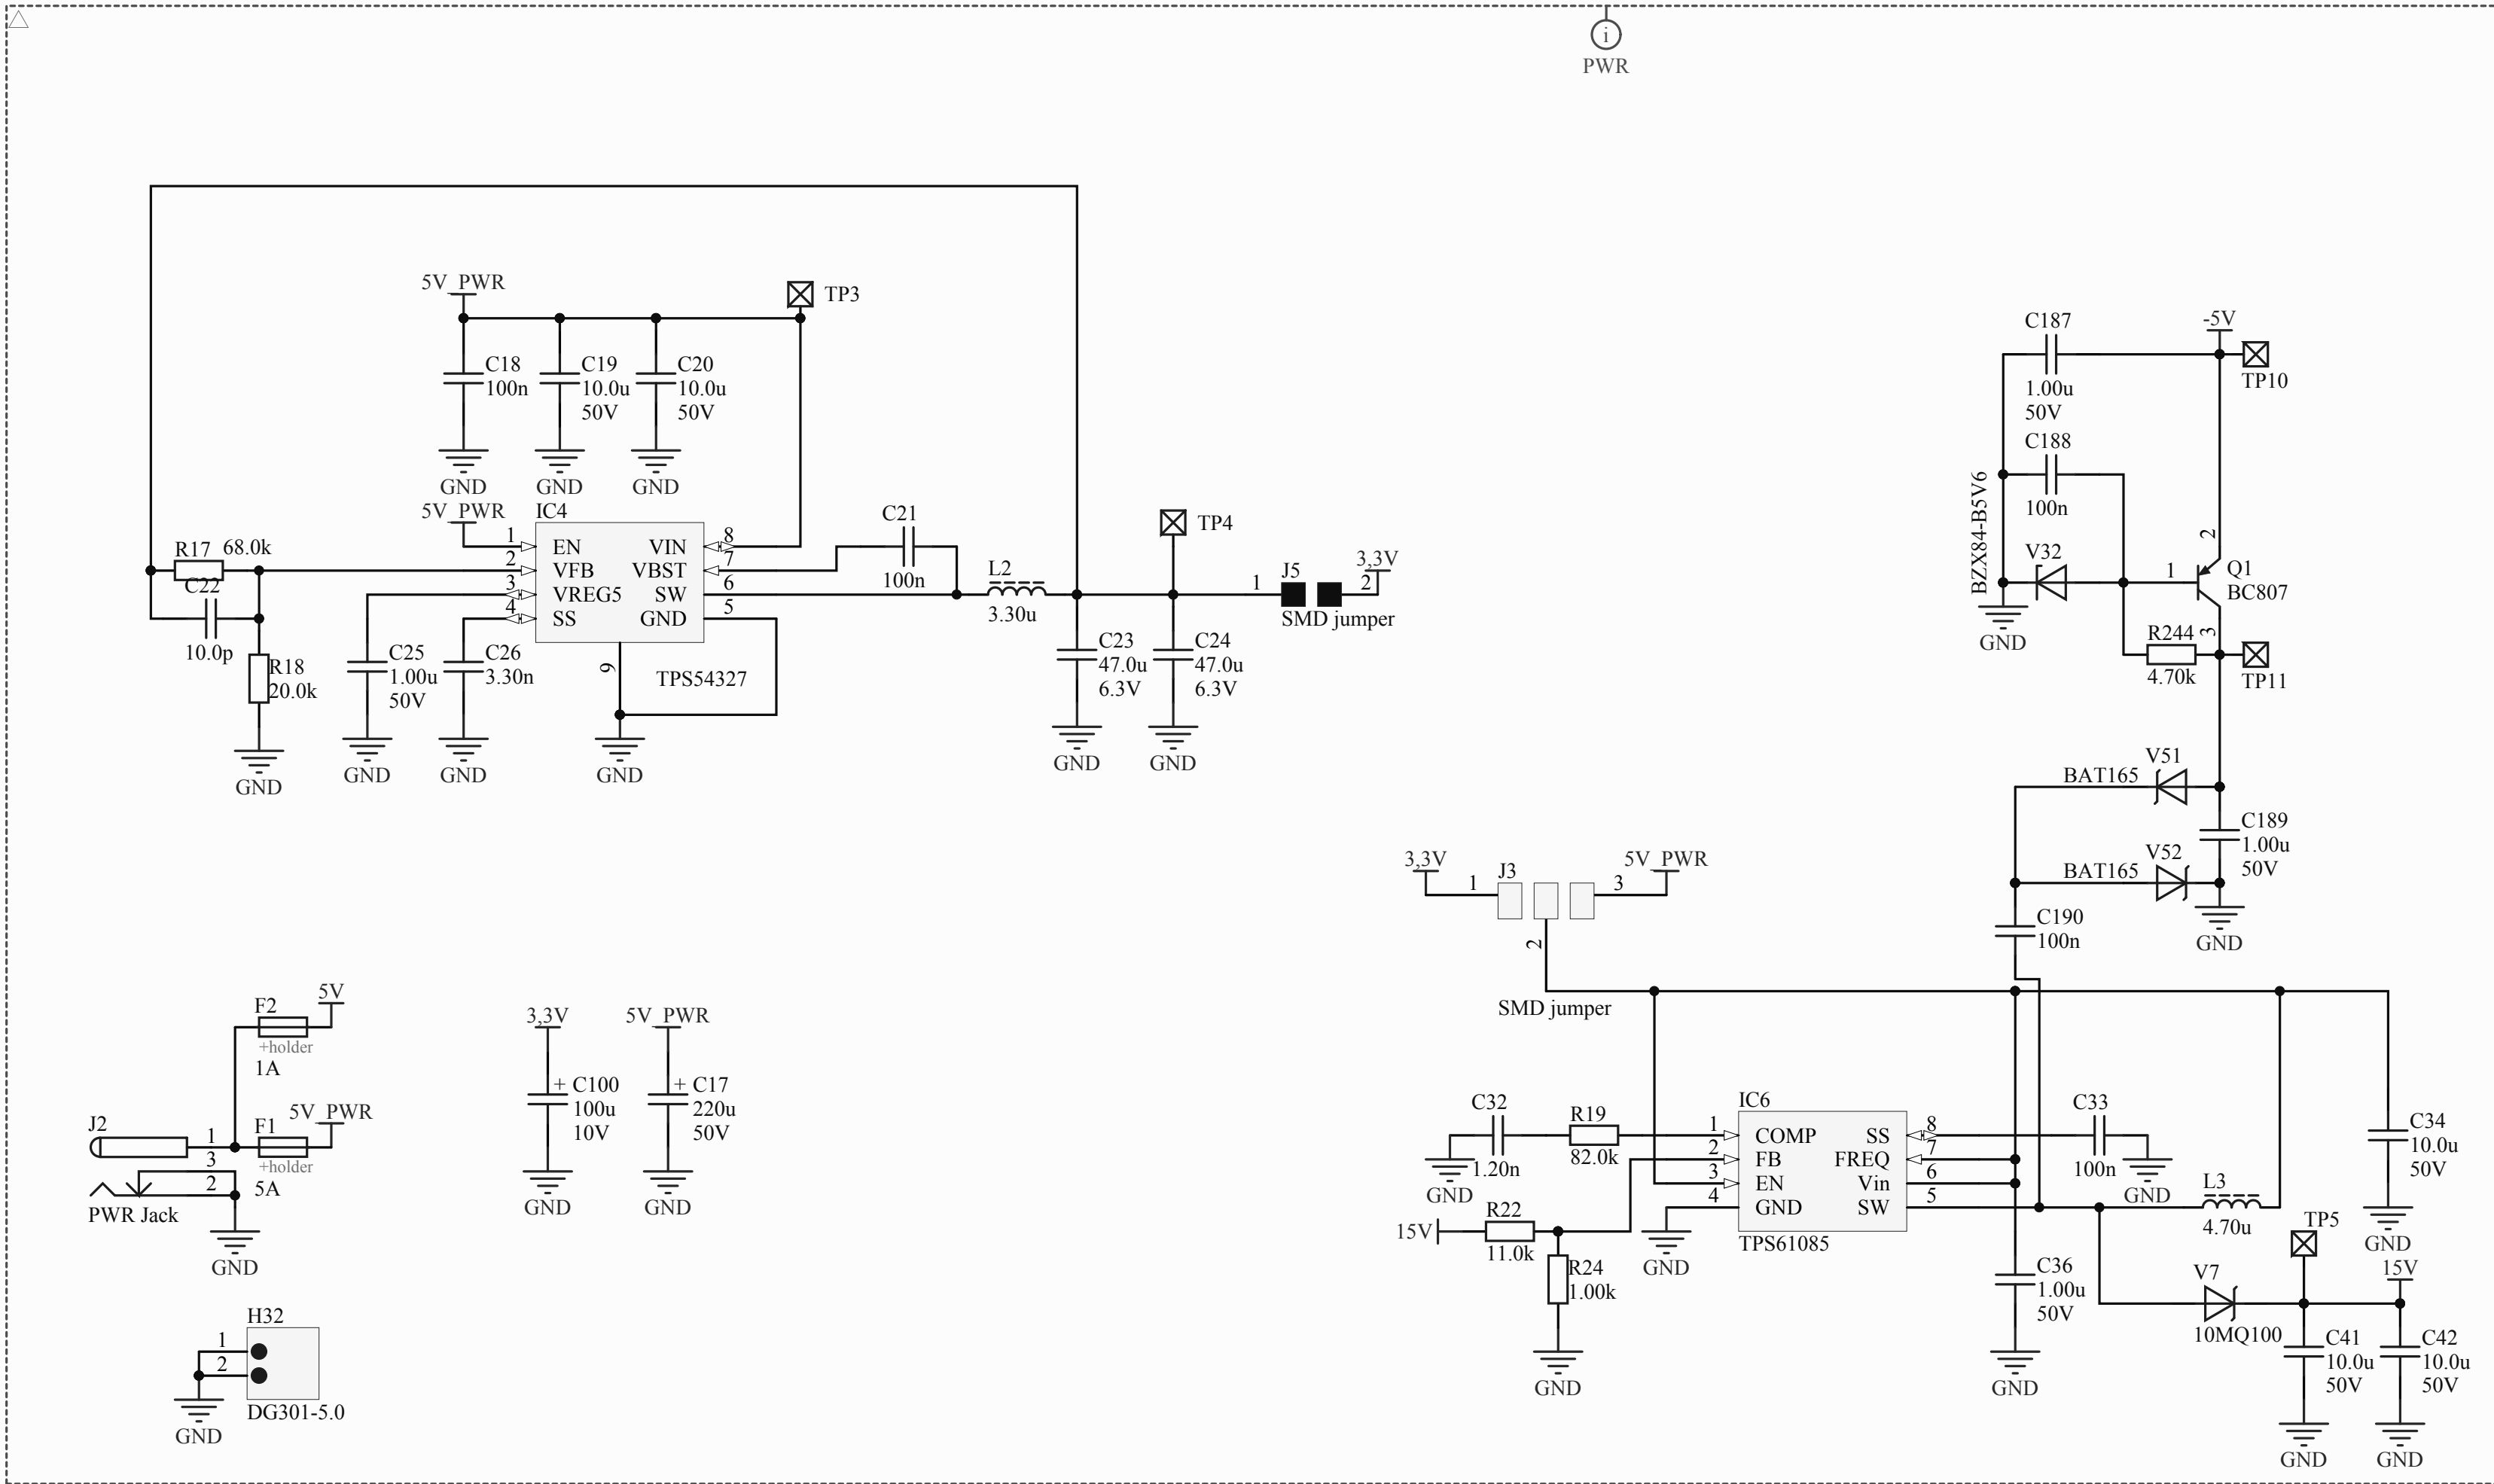 i
PWR
5V_PWR
TP3
C18
100n
C19
10.0u
50V
C20
10.0u
50V
GND
GND
GND
5V_PWR
IC4
1
2
3
4
EN
VFB
VREG5
SS
VIN
VBST
SW
GND
8
7
6
5
9
TPS54327
R17
68.0k
C22
10.0p
R18
20.0k
C25
1.00u
50V
C26
3.30n
GND
GND
GND
GND
C21
100n
L2
3.30u
TP4
1
J5
2
3,3V
SMD jumper
C23
47.0u
6.3V
C24
47.0u
6.3V
GND
GND
C187
1.00u
50V
-5V
TP10
C188
100n
BZX84-B5V6
V32
GND
1
2
3
Q1
BC807
R244
4.70k
TP11
V51
BAT165
C189
1.00u
50V
V52
BAT165
GND
C190
100n
3,3V
1
J3
3
5V_PWR
2
SMD jumper
F2
5V
+holder
1A
J2
1
3
2
F1
5V_PWR
+holder
5A
PWR Jack
GND
3,3V
+
C100
100u
10V
GND
5V_PWR
+
C17
220u
50V
GND
H32
1
2
DG301-5.0
GND
C32
1.20n
GND
R19
82.0k
IC6
1
2
3
4
COMP
FB
EN
GND
SS
FREQ
Vin
SW
8
7
6
5
TPS61085
15V
R22
11.0k
R24
1.00k
GND
GND
C33
100n
GND
L3
4.70u
C34
10.0u
50V
GND
C36
1.00u
50V
GND
TP5
15V
V7
10MQ100
C41
10.0u
50V
C42
10.0u
50V
GND
GND